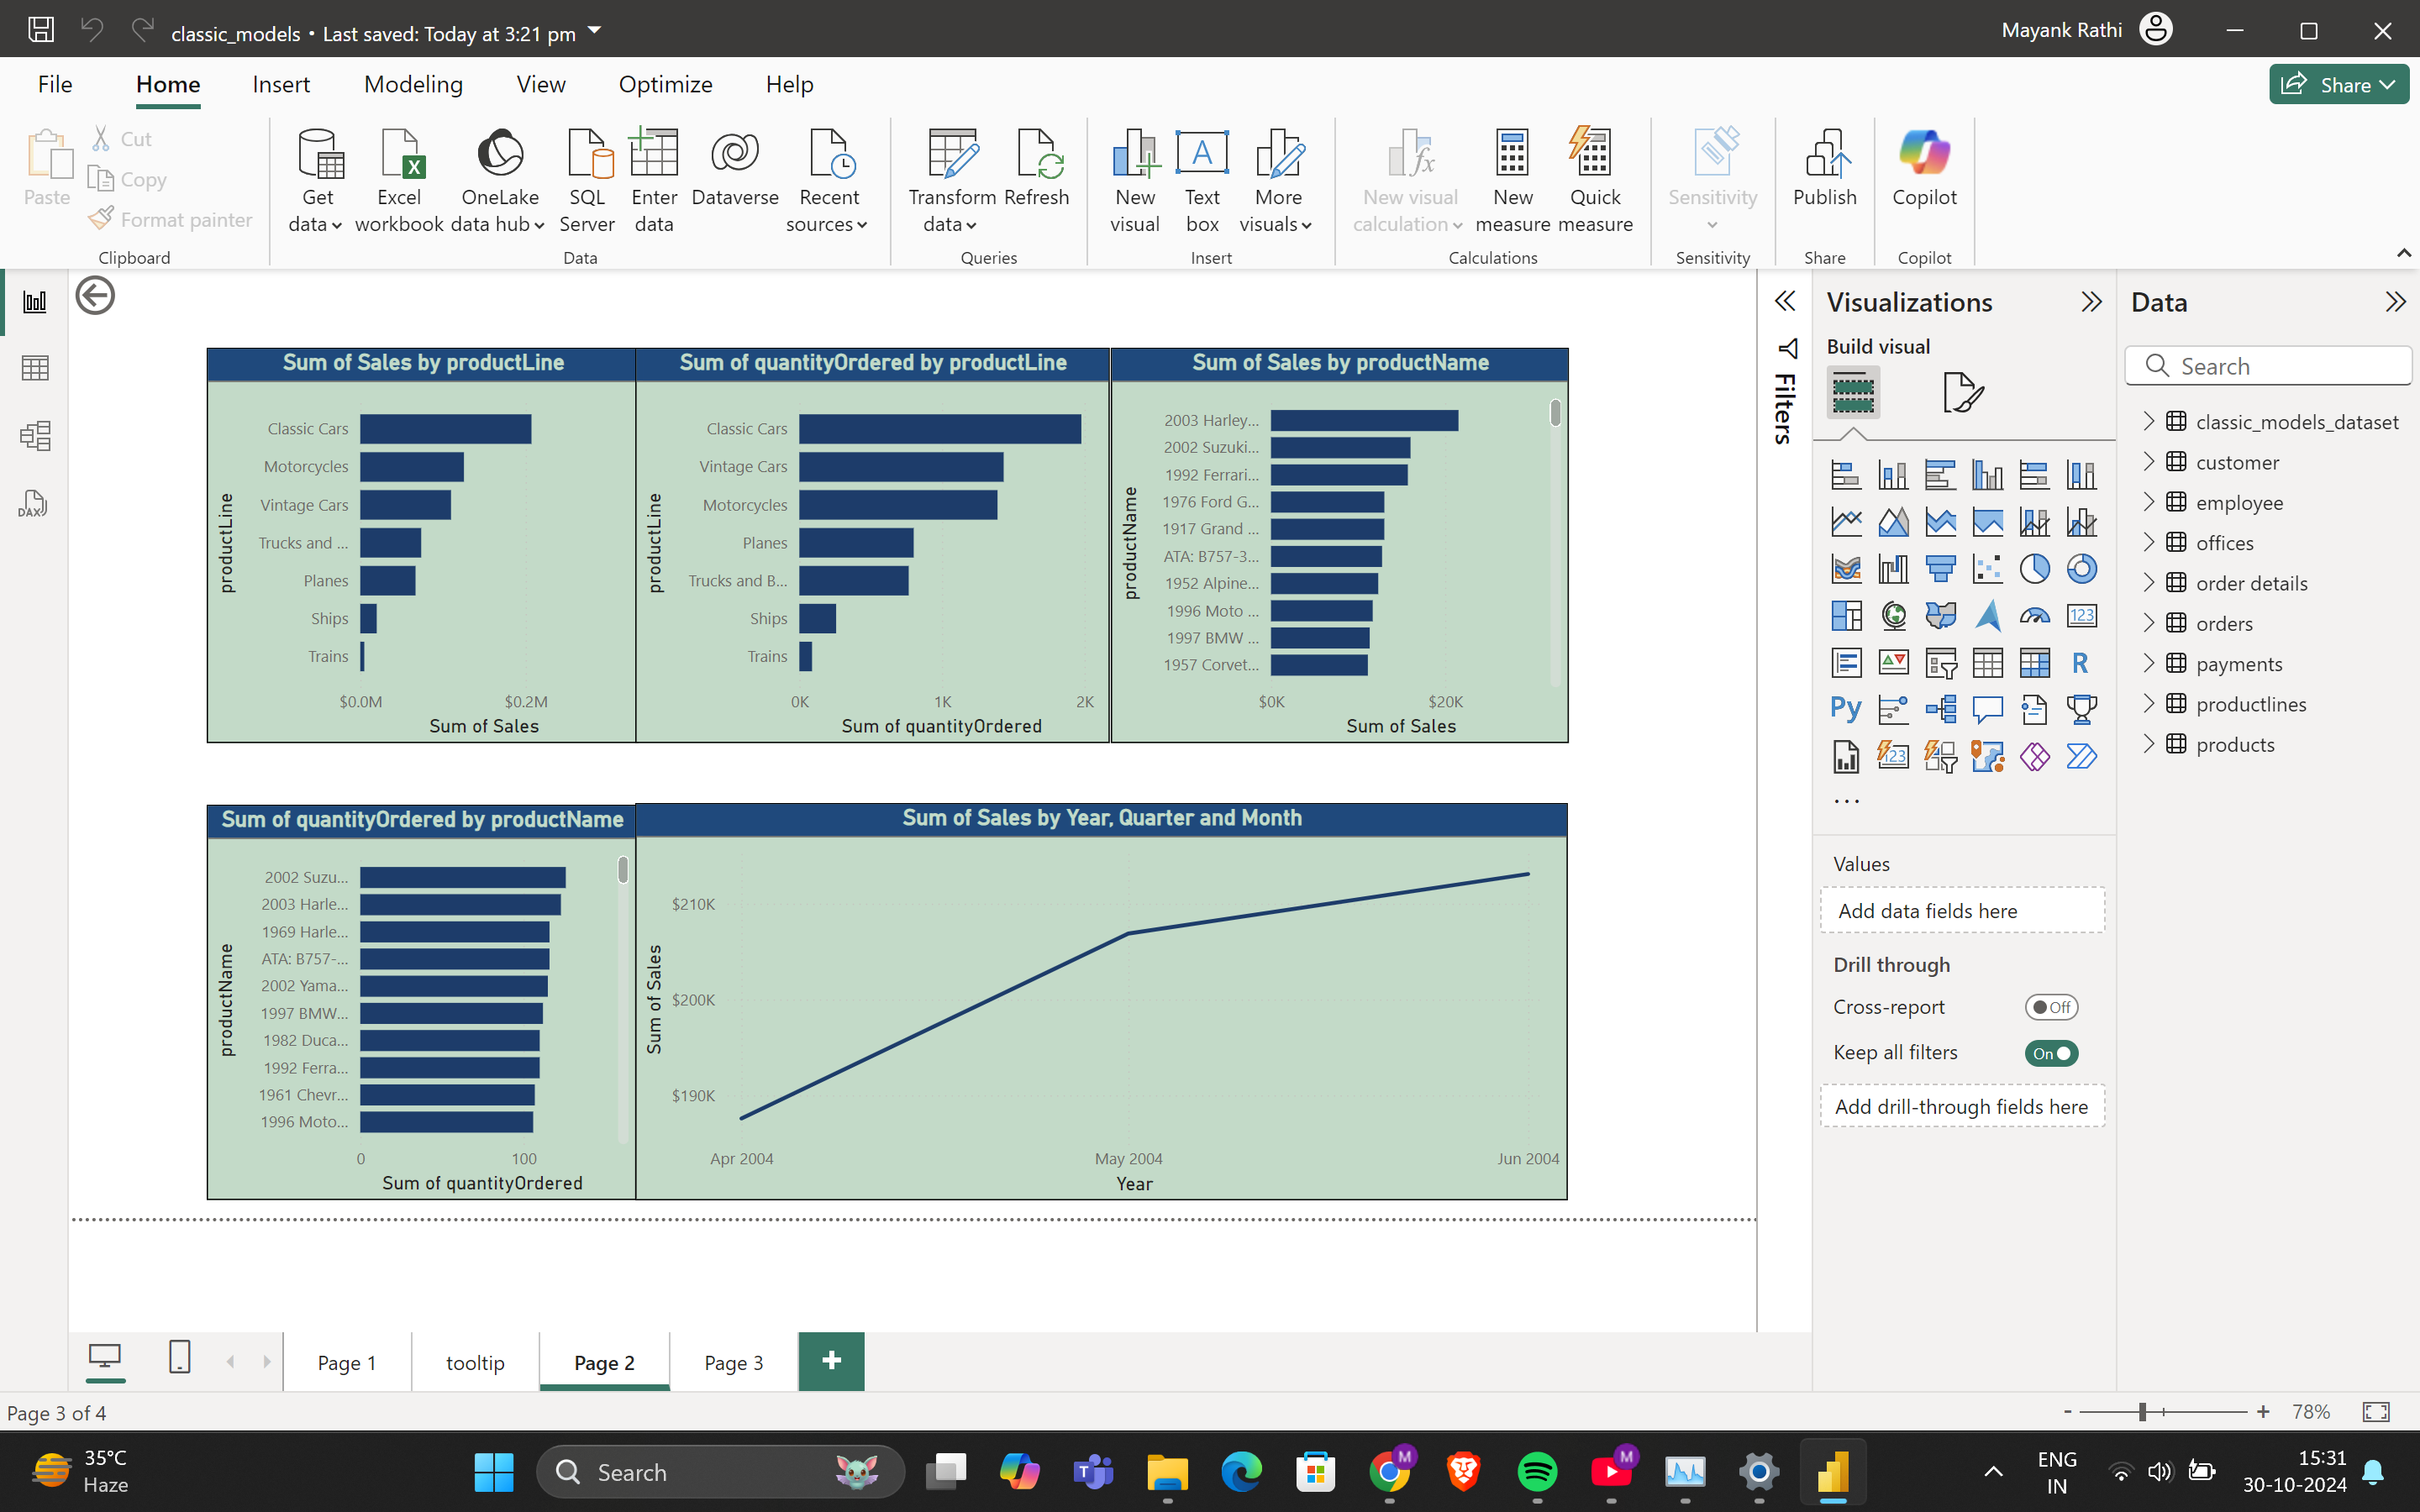 classic_models • Last saved: Today at 3:21 pm
Mayank Rathi
File Home Insert Modeling View Optimize Help
Share
Paste
Cut
Copy
Format painter
Clipboard
Get data
Excel workbook
OneLake data hub
SQL Server
Enter data
Dataverse
Recent sources
Data
Transform data
Refresh
Queries
New visual
A
Text box
More visuals
Insert
fx
New visual calculation
New measure
Quick measure
Calculations
Sensitivity
Sensitivity
Publish
Share
Copilot
Copilot
DAX
Sum of Sales by productLine
productLine
Classic Cars
Motorcycles
Vintage Cars
Trucks and ...
Planes
Ships
Trains
$0.0M $0.2M
Sum of Sales
Sum of quantityOrdered by productLine
productLine
Classic Cars
Vintage Cars
Motorcycles
Planes
Trucks and B...
Ships
Trains
0K 1K 2K
Sum of quantityOrdered
Sum of Sales by productName
productName
2003 Harley...
2002 Suzuki...
1992 Ferrari...
1976 Ford G...
1917 Grand ...
ATA: B757-3...
1952 Alpine...
1996 Moto ...
1997 BMW ...
1957 Corvet...
$0K $20K
Sum of Sales
Sum of quantityOrdered by productName
productName
2002 Suzu...
2003 Harle...
1969 Harle...
ATA: B757-...
2002 Yama...
1997 BMW...
1982 Duca...
1992 Ferra...
1961 Chevr...
1996 Moto...
0 100
Sum of quantityOrdered
Sum of Sales by Year, Quarter and Month
Sum of Sales
$210K
$200K
$190K
Apr 2004 May 2004 Jun 2004
Year
Filters
Visualizations
Build visual
123
R
Py
123
...
Values
Add data fields here
Drill through
Cross-report
Off
Keep all filters
On
Add drill-through fields here
Data
Search
classic_models_dataset
customer
employee
offices
order details
orders
payments
productlines
products
Page 1 tooltip Page 2 Page 3 +
Page 3 of 4
- + 78%
35°C
Haze
Search
M
M
ENG
IN
15:31
30-10-2024